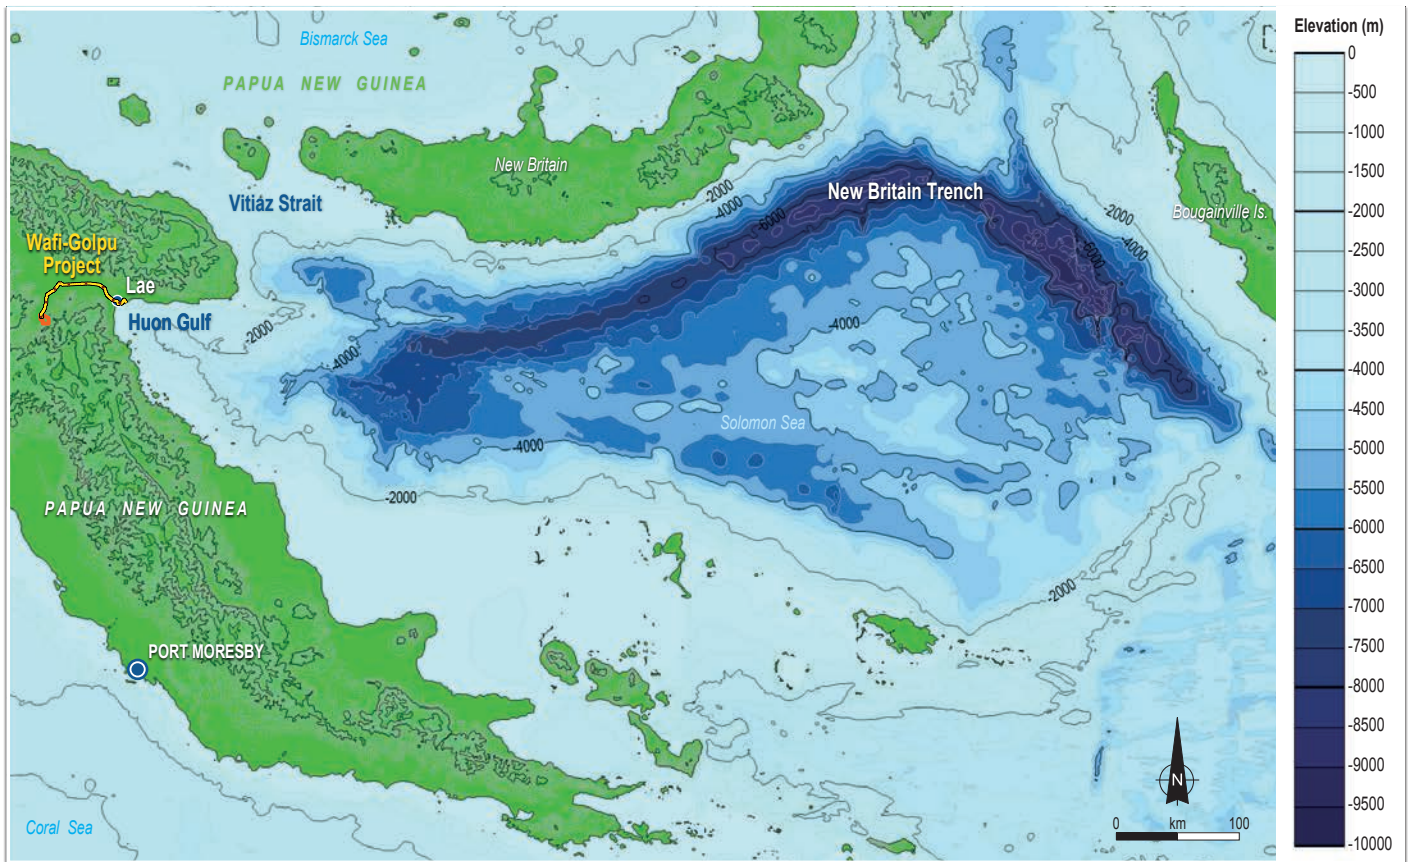 Elevation (m)
Bismarck Sea
PAPUA NEW GUINEA
New Britain
Vitiáz Strait
-2000
-4000
-6000
New Britain Trench
-2000
-4000
-6000
Bougainville Is.
Wafi-Golpu
Project
Lae
Huon Gulf
-2000
-4000
-4000
Solomon Sea
-4000
-2000
PAPUA NEW GUINEA
-2000
PORT MORESBY
Coral Sea
N
0 km 100
0
-500
-1000
-1500
-2000
-2500
-3000
-3500
-4000
-4500
-5000
-5500
-6000
-6500
-7000
-7500
-8000
-8500
-9000
-9500
-10000